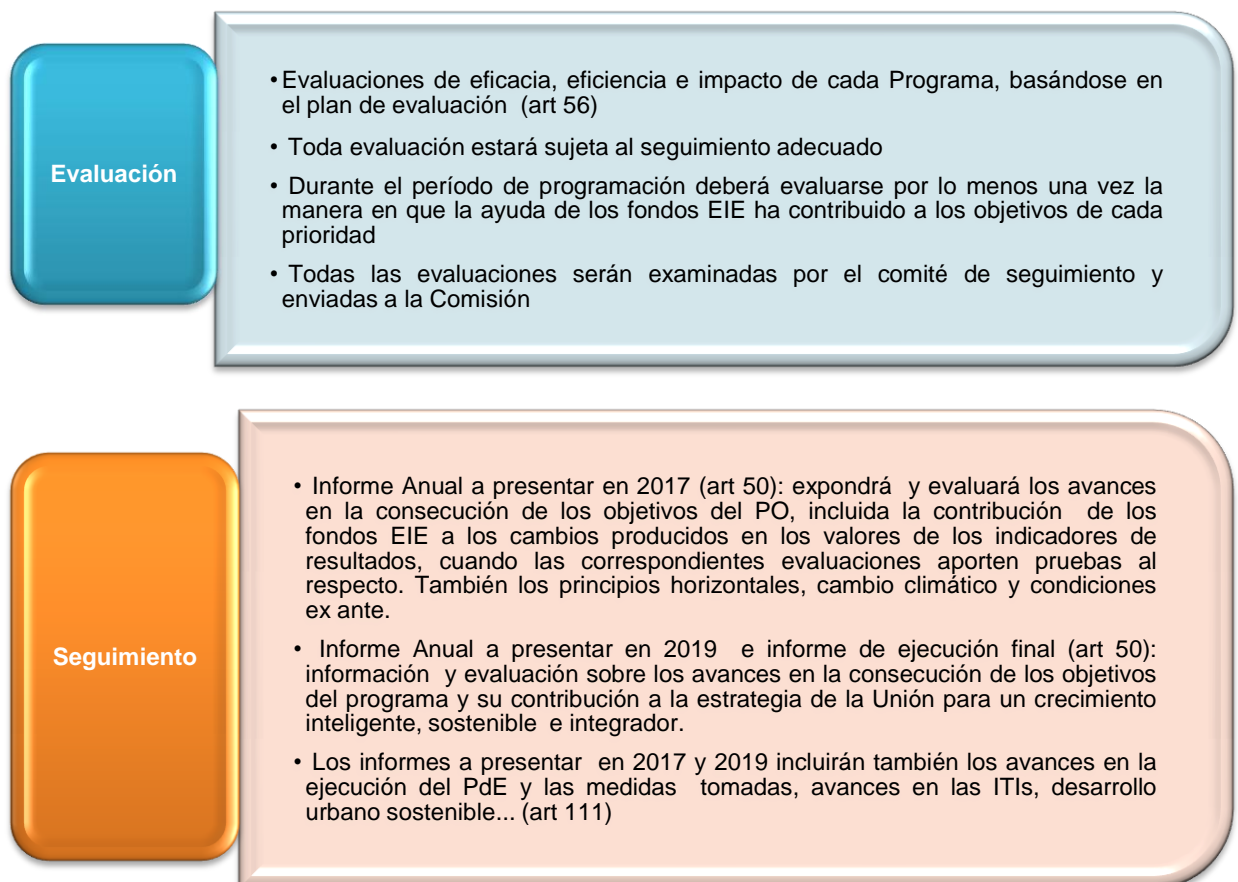 Evaluación
•Evaluaciones de eficacia, eficiencia e impacto de cada Programa, basándose en
el plan de evaluación (art 56)
• Toda evaluación estará sujeta al seguimiento adecuado
• Durante el período de programación deberá evaluarse por lo menos una vez la
manera en que la ayuda de los fondos EIE ha contribuido a los objetivos de cada
prioridad
• Todas las evaluaciones serán examinadas por el comité de seguimiento y
enviadas a la Comisión
Seguimiento
• Informe Anual a presentar en 2017 (art 50): expondrá y evaluará los avances
en la consecución de los objetivos del PO, incluida la contribución de los
fondos EIE a los cambios producidos en los valores de los indicadores de
resultados, cuando las correspondientes evaluaciones aporten pruebas al
respecto. También los principios horizontales, cambio climático y condiciones
ex ante.
• Informe Anual a presentar en 2019 e informe de ejecución final (art 50):
información y evaluación sobre los avances en la consecución de los objetivos
del programa y su contribución a la estrategia de la Unión para un crecimiento
inteligente, sostenible e integrador.
• Los informes a presentar en 2017 y 2019 incluirán también los avances en la
ejecución del PdE y las medidas tomadas, avances en las ITIs, desarrollo
urbano sostenible... (art 111)